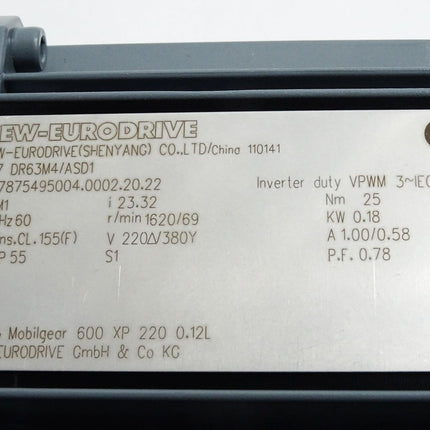 EW-EURODRIVE
W-EURODRIVE(SHENYANG) CO.,LTD/China 110141
7 DR63M4/ASD1
7875495004.0002.20.22 Inverter duty VPWM 3~IEC
M1 i 23.32 Nm 25
Hz 60 r/min 1620/69 KW 0.18
ns.CL.155(F) V 220Δ/380Y A 1.00/0.58
P 55 S1 P.F. 0.78
Mobilgear 600 XP 220 0.12L
EURODRIVE GmbH & Co KG